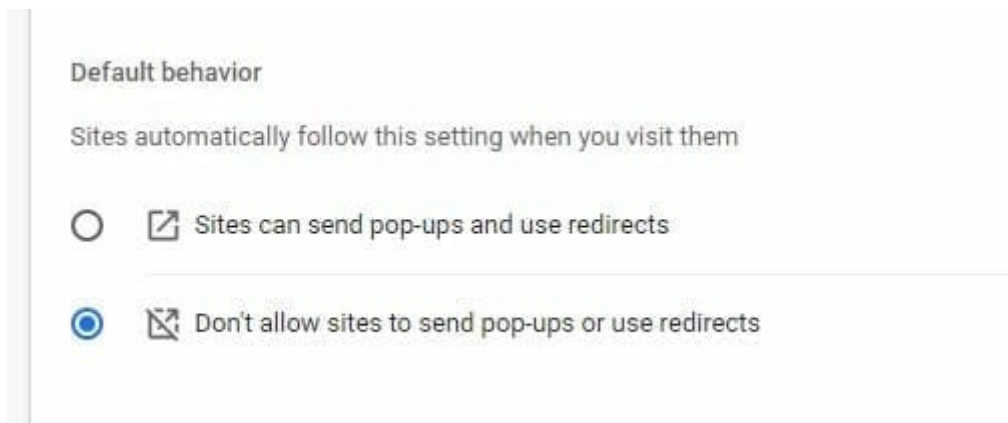 Default behavior
Sites automatically follow this setting when you visit them
Sites can send pop-ups and use redirects
Don't allow sites to send pop-ups or use redirects